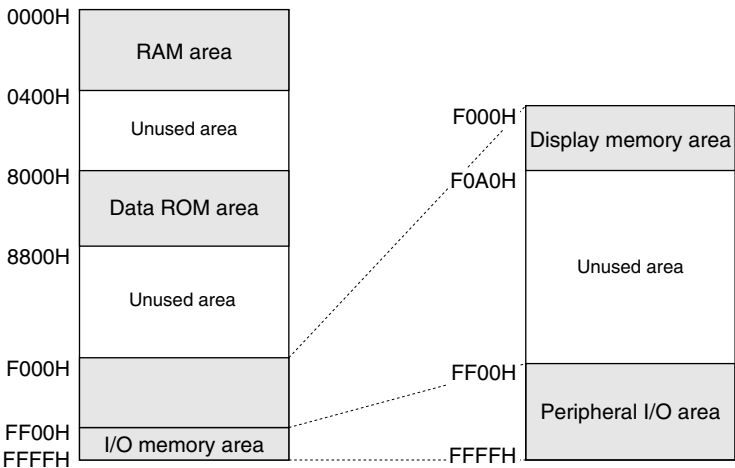 0000H
RAM area
0400H
Unused area
8000H
Data ROM area
8800H
Unused area
F000H
FF00H
I/O memory area
FFFFH
F000H
Display memory area
F0A0H
Unused area
FF00H
Peripheral I/O area
FFFFH